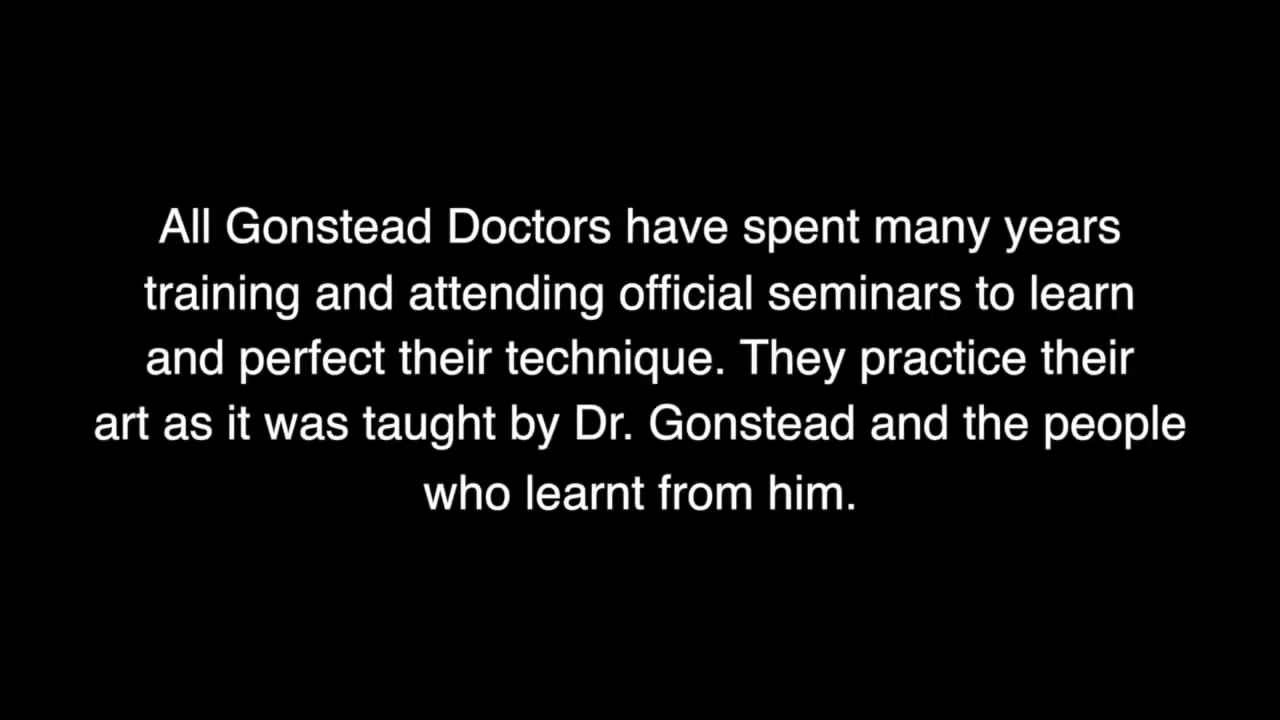 All Gonstead Doctors have spent many years
training and attending official seminars to learn
and perfect their technique. They practice their
art as it was taught by Dr. Gonstead and the people
who learnt from him.